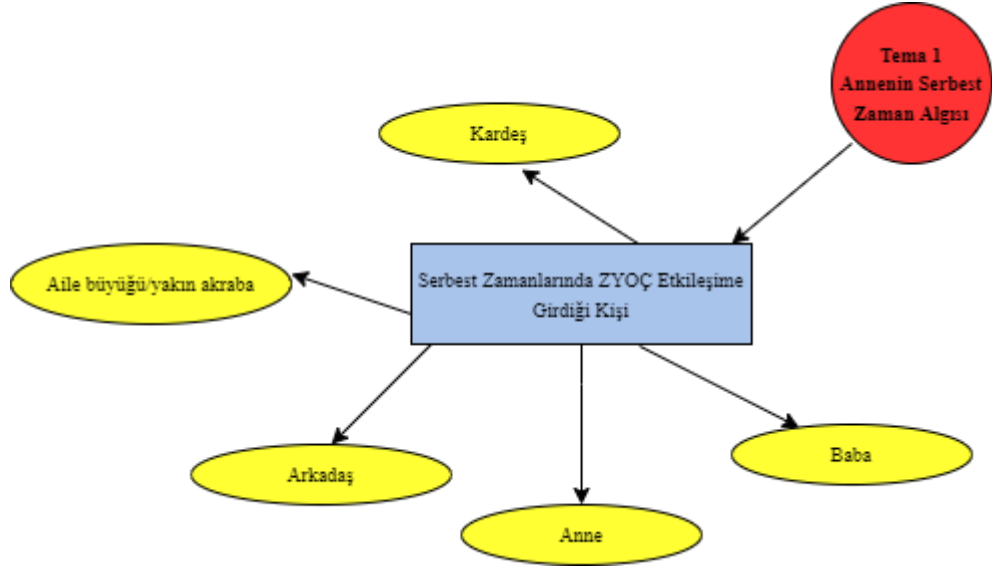 Tema 1
Annenin Serbest
Zaman Algısı
Kardeş
Serbest Zamanlarında ZYOÇ Etkileşime
Girdiği Kişi
Aile büyüğü/yakın akraba
Arkadaş
Baba
Anne